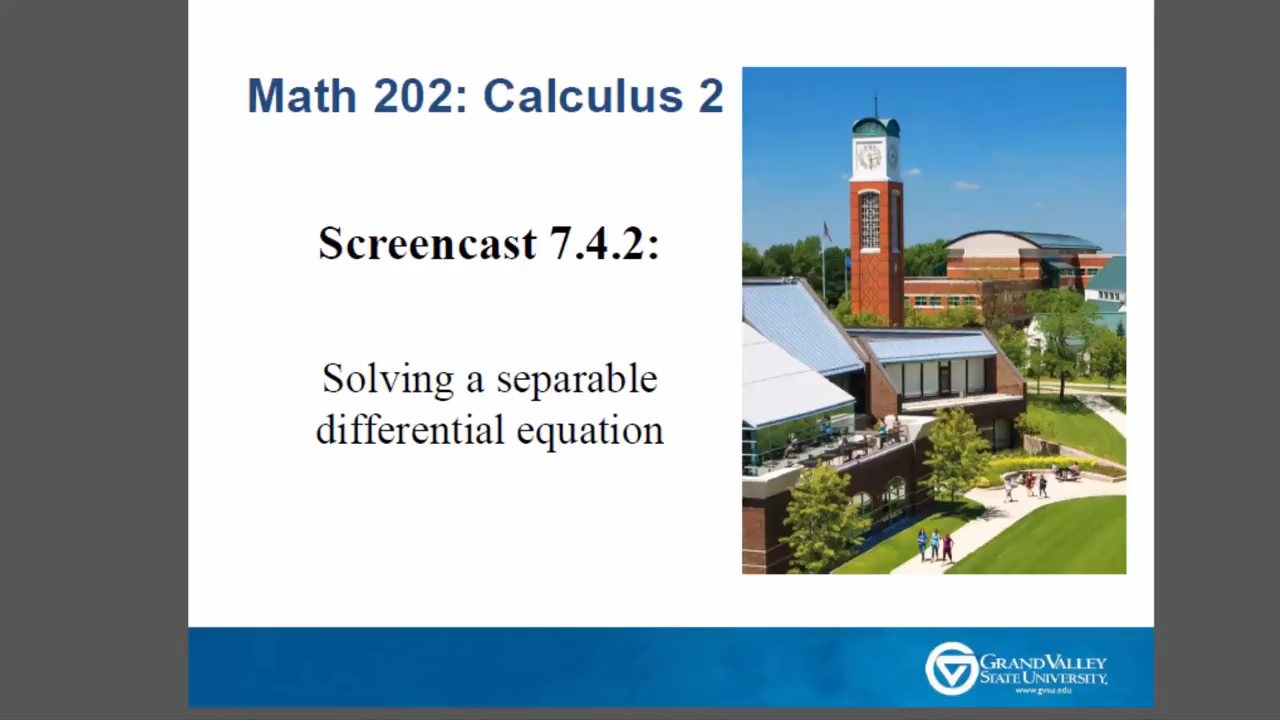 Math 202: Calculus 2
Screencast 7.4.2:
Solving a separable
differential equation
GRAND VALLEY
STATE UNIVERSITY.
www.gvsu.edu